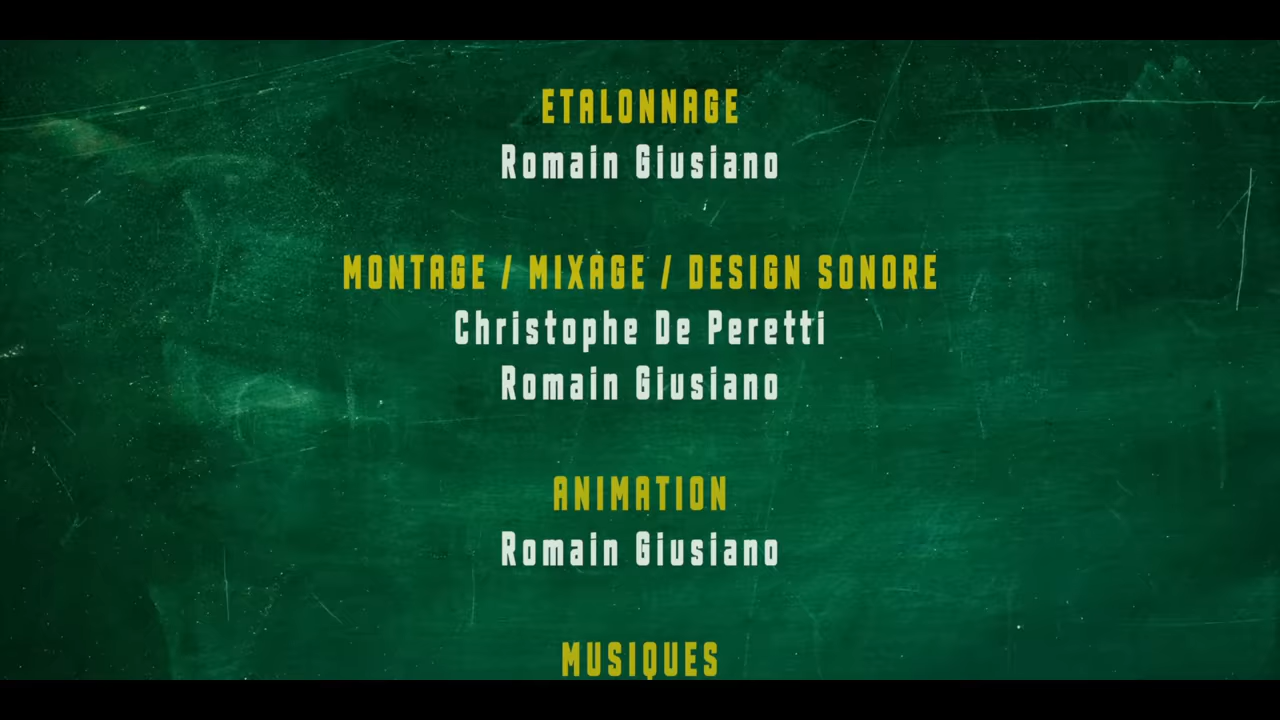 ETALONNAGE
Romain Giusiano
MONTAGE / MIXAGE / DESIGN SONORE
Christophe De Peretti
Romain Giusiano
ANIMATION
Romain Giusiano
MUSIQUES